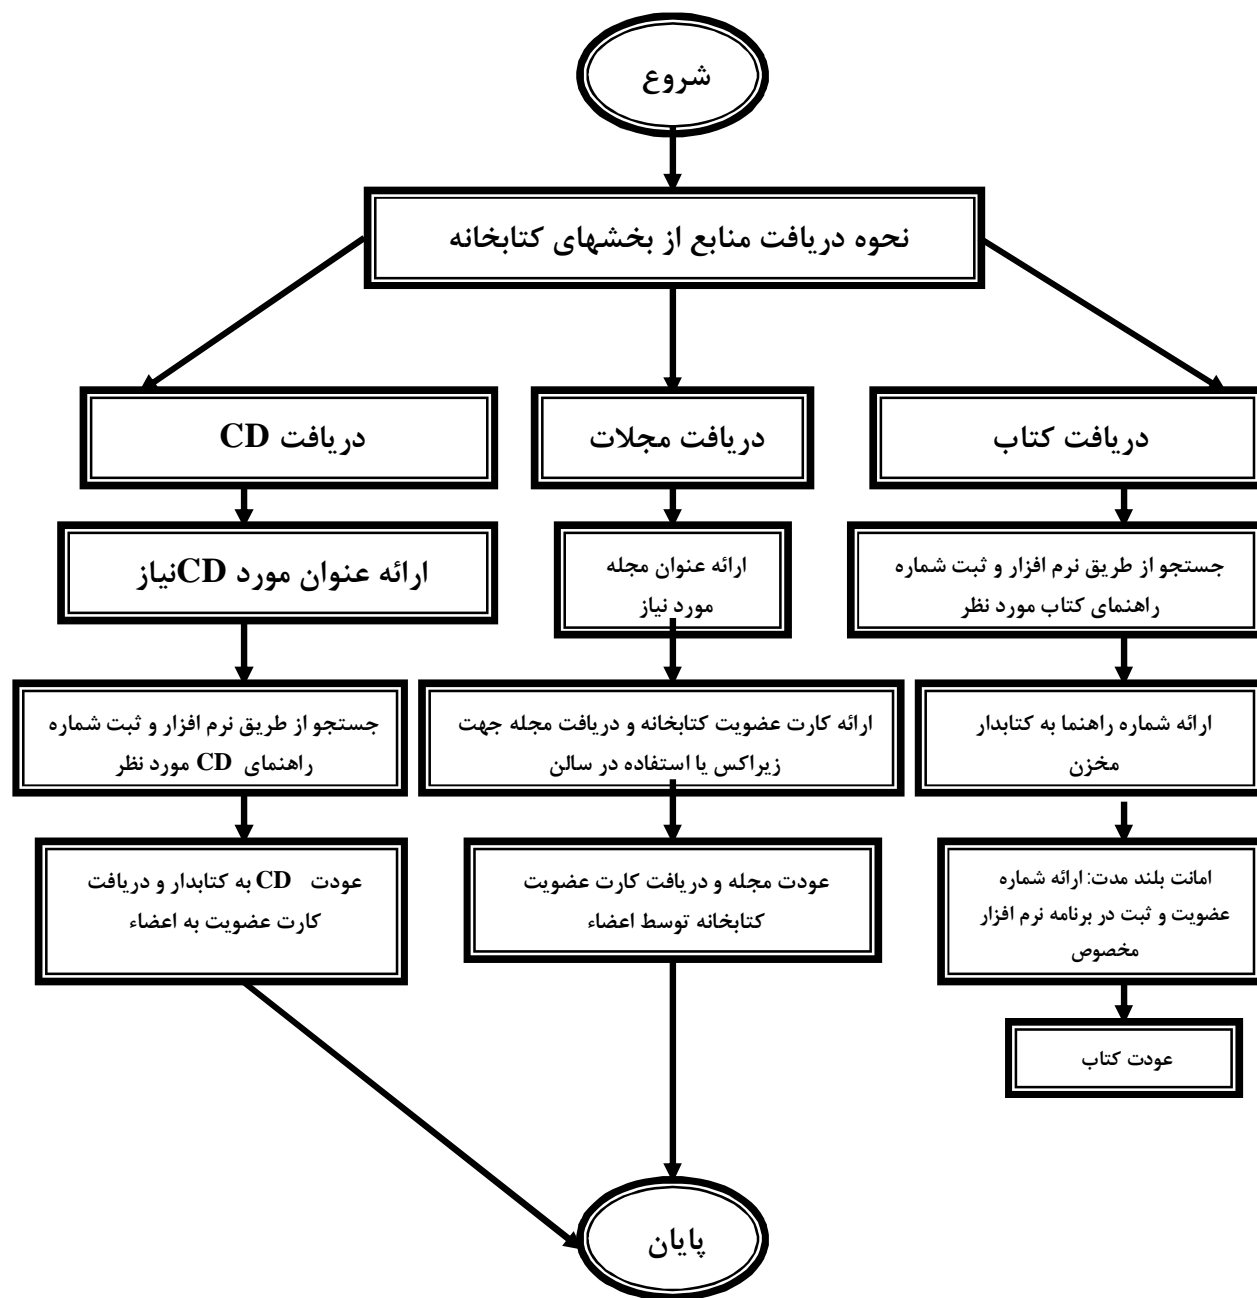 شروع
نحوه دریافت منابع از بخشهای کتابخانه
دریافت کتاب
دریافت مجلات
دریافت CD
جستجو از طریق نرم افزار و ثبت شماره
راهنمای کتاب مورد نظر
ارائه عنوان مجله
مورد نیاز
ارائه عنوان مورد CDنیاز
ارائه شماره راهنما به کتابدار
مخزن
ارائه کارت عضویت کتابخانه و دریافت مجله جهت
زیراکس یا استفاده در سالن
جستجو از طریق نرم افزار و ثبت شماره
راهنمای CD مورد نظر
امانت بلند مدت: ارائه شماره
عضویت و ثبت در برنامه نرم افزار
مخصوص
عودت مجله و دریافت کارت عضویت
کتابخانه توسط اعضاء
عودت CD به کتابدار و دریافت
کارت عضویت به اعضاء
عودت کتاب
پایان